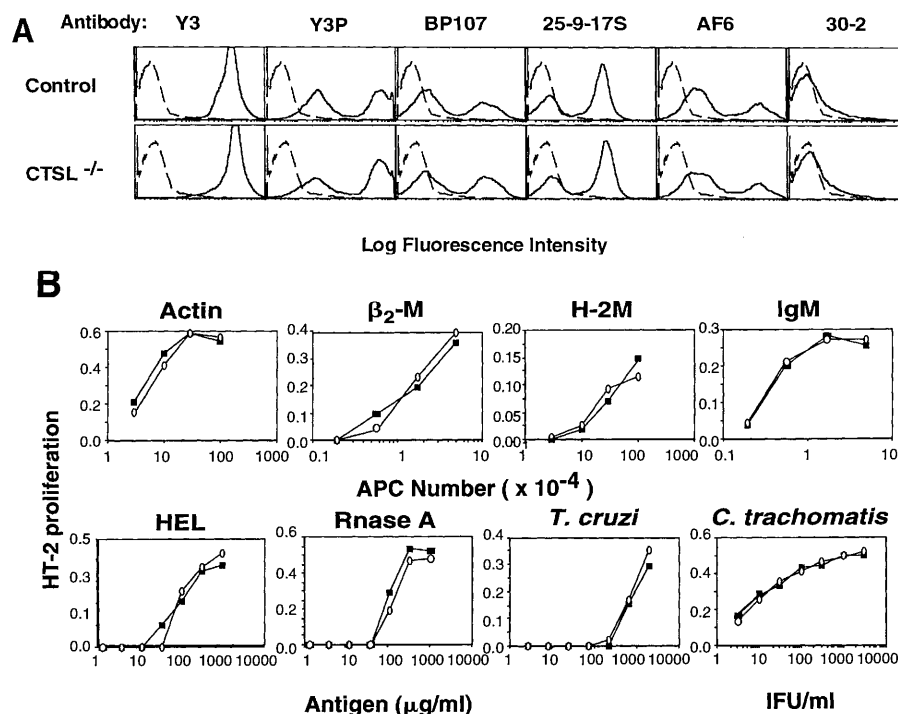 A
Antibody: Y3 Y3P BP107 25-9-17S AF6 30-2
Control
CTSL -/-
Log Fluorescence Intensity
B
HT-2 proliferation
Actin β2-M H-2M IgM
0.6 0.4 0.2 0.0
1 10 100 1000
0.4 0.3 0.2 0.1 0.0
0.1 1 10
0.20 0.15 0.10 0.05 0.00
1 10 100 1000
0.3 0.2 0.1 0.0
0.1 1 10
APC Number ( x 10-4)
HEL Rnase A T. cruzi C. trachomatis
0.5 0.3 0.1 0.0
1 100 10000
0.6 0.4 0.2 0.0
1 10 100 1000 10000
0.4 0.3 0.2 0.1 0.0
1 10 100 1000 10000
0.6 0.4 0.2 0.0
1 10 100 1000 10000
Antigen (μg/ml) IFU/ml